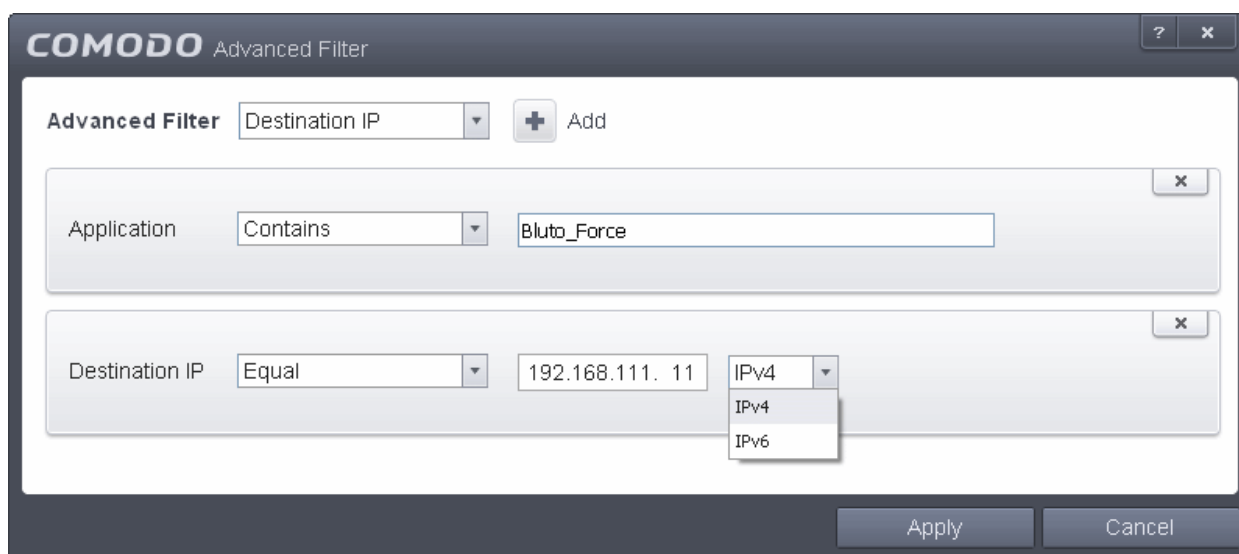 COMODO Advanced Filter ? x
Advanced Filter Destination IP + Add
x
Application Contains Bluto_Force
x
Destination IP Equal 192.168.111. 11 IPv4
IPv4
IPv6
Apply Cancel